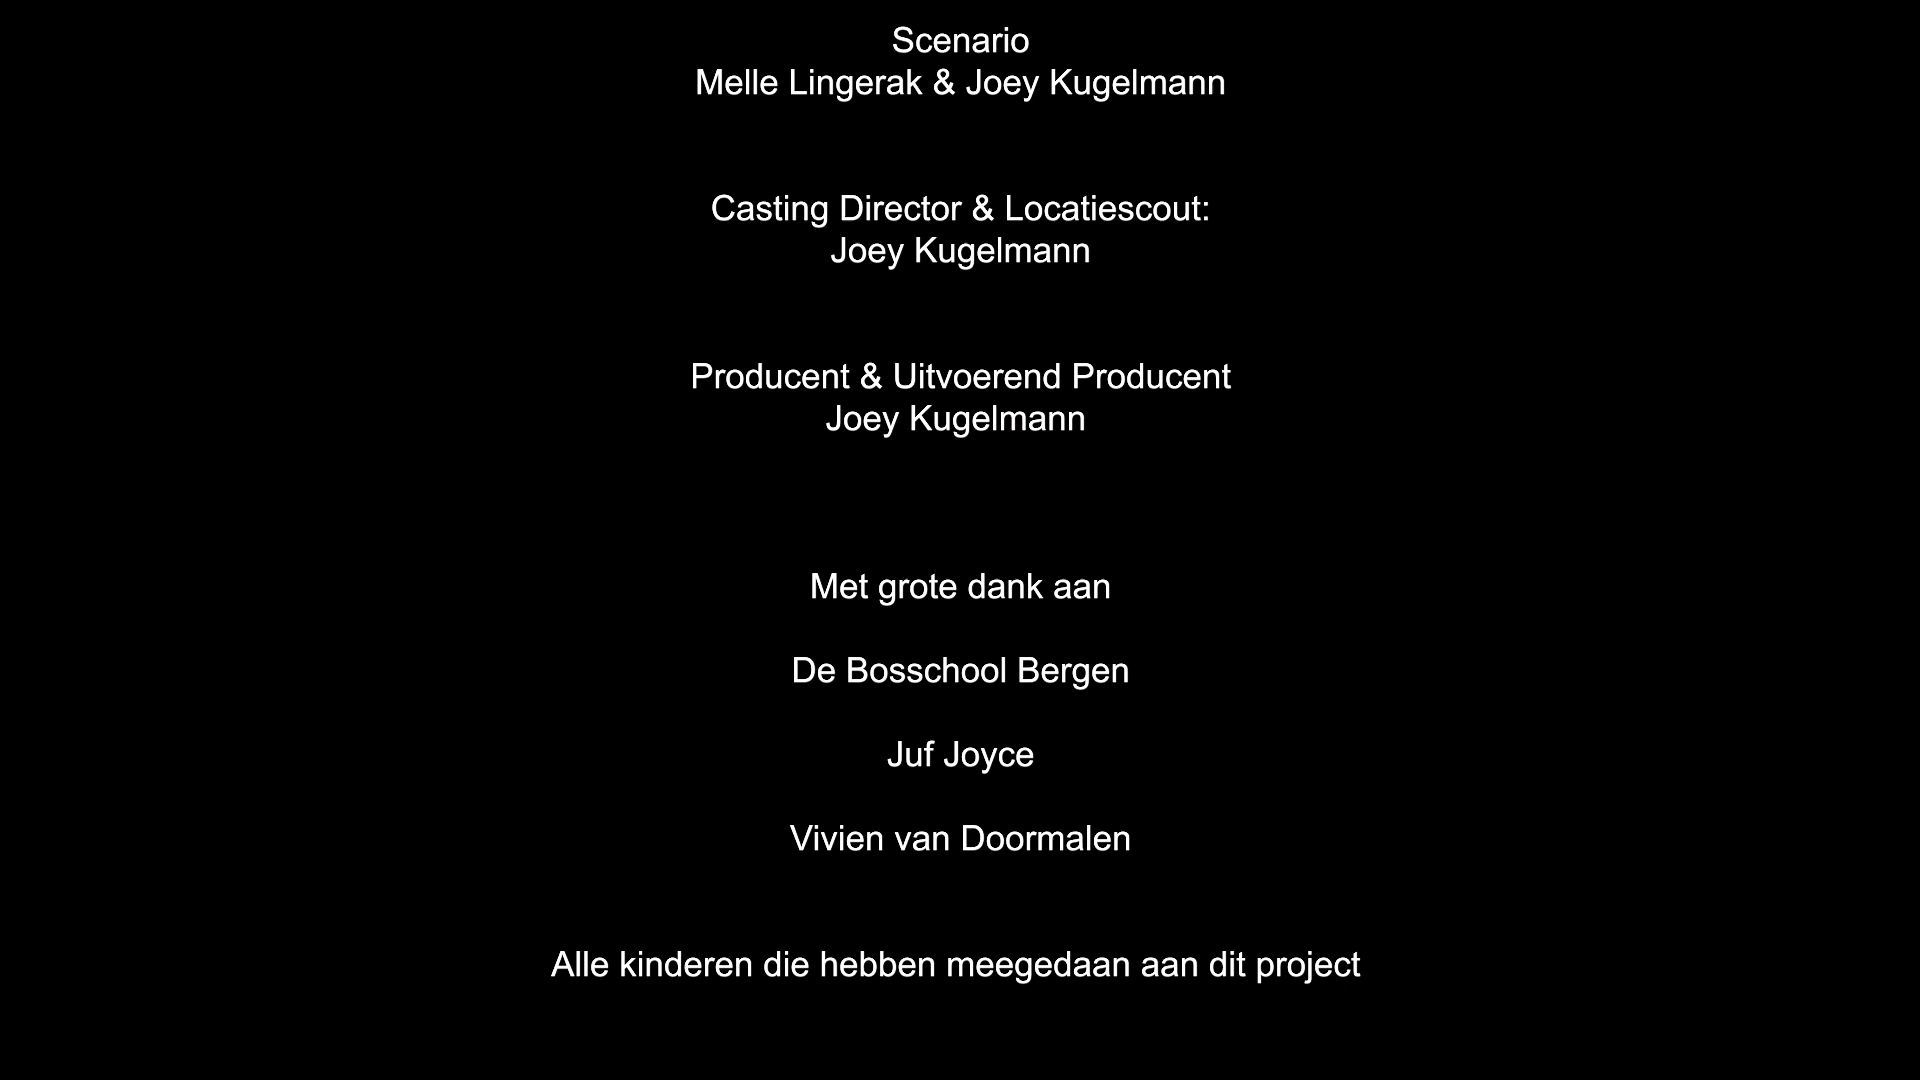 Scenario
Melle Lingerak & Joey Kugelmann
Casting Director & Locatiescout:
Joey Kugelmann
Producent & Uitvoerend Producent
Joey Kugelmann
Met grote dank aan
De Bosschool Bergen
Juf Joyce
Vivien van Doormalen
Alle kinderen die hebben meegedaan aan dit project